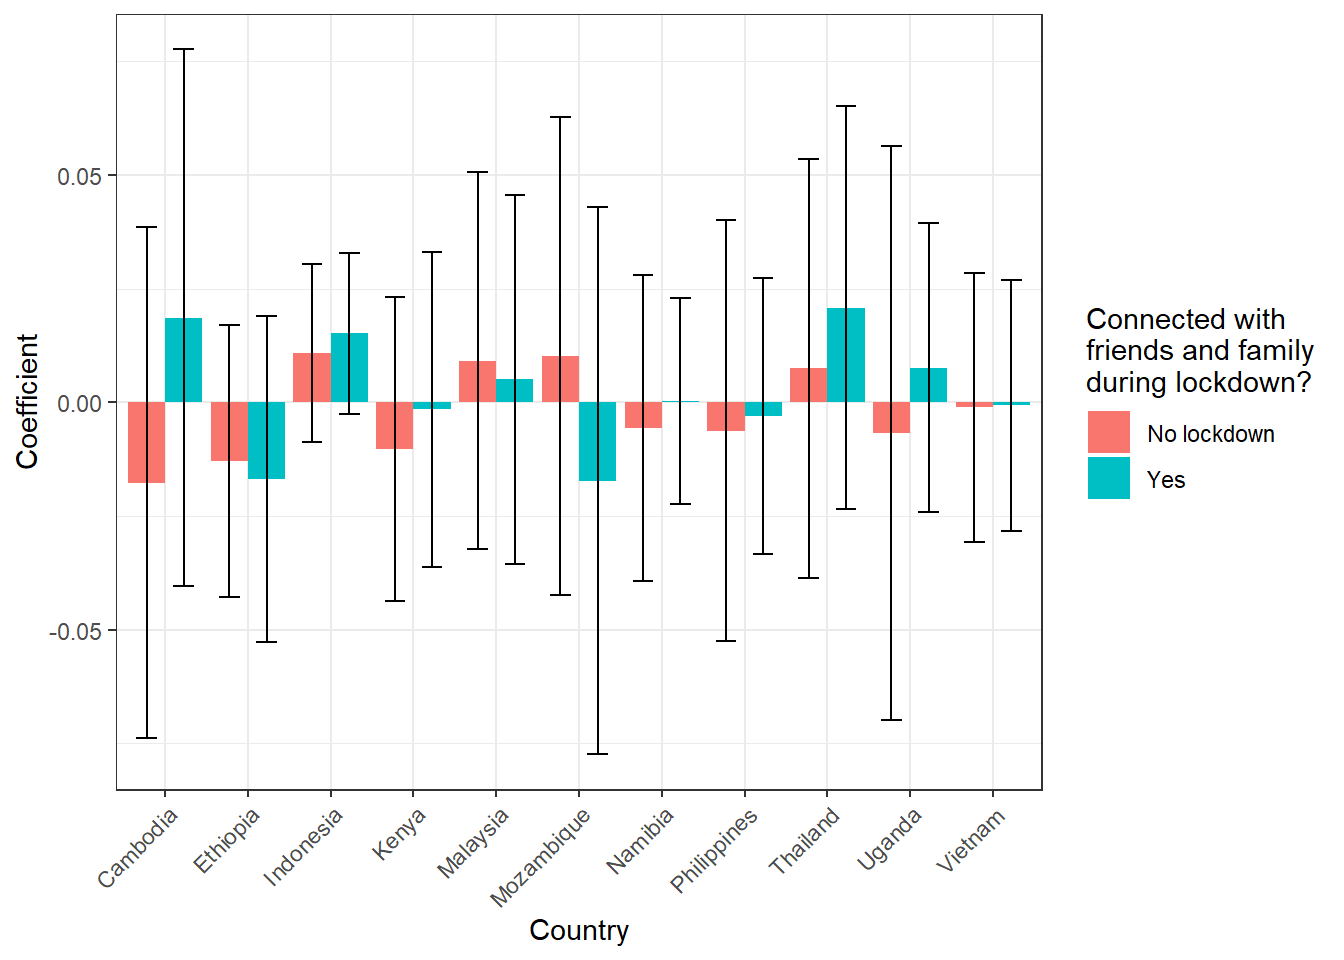 0.05
0.00
-0.05
Coefficient
Cambodia
Ethiopia
Indonesia
Kenya
Malaysia
Mozambique
Namibia
Philippines
Thailand
Uganda
Vietnam
Country
Connected with
friends and family
during lockdown?
No lockdown
Yes